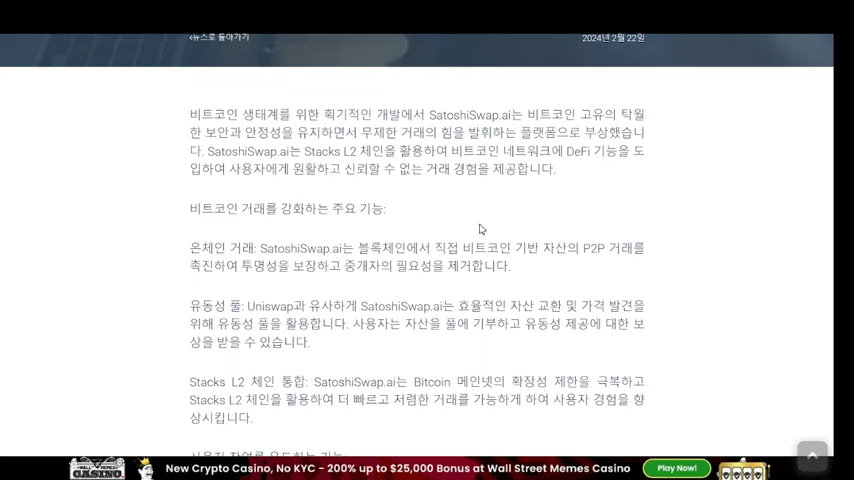 <뉴스로 돌아가기
2024년 2월 22일
비트코인 생태계를 위한 획기적인 개발에서 SatoshiSwap.ai는 비트코인 고유의 탁월
한 보안과 안정성을 유지하면서 무제한 거래의 힘을 발휘하는 플랫폼으로 부상했습니
다. SatoshiSwap.ai는 Stacks L2 체인을 활용하여 비트코인 네트워크에 DeFi 기능을 도
입하여 사용자에게 원활하고 신뢰할 수 없는 거래 경험을 제공합니다.
비트코인 거래를 강화하는 주요 기능:
온체인 거래: SatoshiSwap.ai는 블록체인에서 직접 비트코인 기반 자산의 P2P 거래를
촉진하여 투명성을 보장하고 중개자의 필요성을 제거합니다.
유동성 풀: Uniswap과 유사하게 SatoshiSwap.ai는 효율적인 자산 교환 및 가격 발견을
위해 유동성 풀을 활용합니다. 사용자는 자산을 풀에 기부하고 유동성 제공에 대한 보
상을 받을 수 있습니다.
Stacks L2 체인 통합: SatoshiSwap.ai는 Bitcoin 메인넷의 확장성 제한을 극복하고
Stacks L2 체인을 활용하여 더 빠르고 저렴한 거래를 가능하게 하여 사용자 경험을 향
상시킵니다.
WALL STREET MEMES CASINO
New Crypto Casino, No KYC - 200% up to $25,000 Bonus at Wall Street Memes Casino
Play Now!